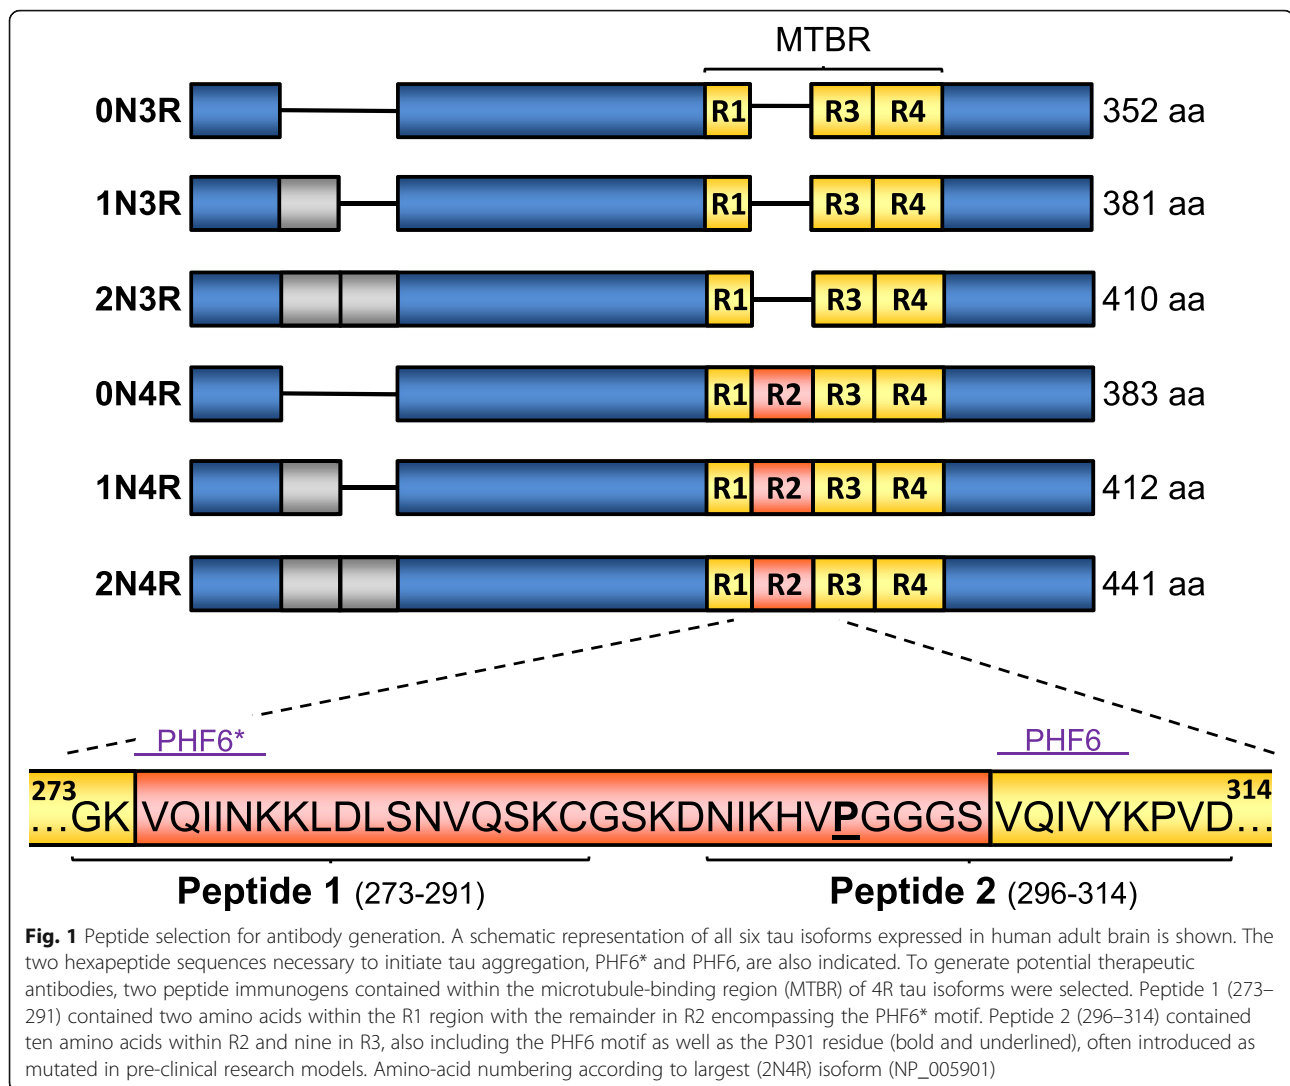 MTBR
0N3R R1 R3 R4 352 aa
1N3R R1 R3 R4 381 aa
2N3R R1 R3 R4 410 aa
0N4R R1 R2 R3 R4 383 aa
1N4R R1 R2 R3 R4 412 aa
2N4R R1 R2 R3 R4 441 aa
PHF6* PHF6
273 314
...GK VQIINKKLDLSNVQSKCGSKDNIKHVPGGGS VQIVYKPVD...
Peptide 1 (273-291) Peptide 2 (296-314)
Fig. 1 Peptide selection for antibody generation. A schematic representation of all six tau isoforms expressed in human adult brain is shown. The
two hexapeptide sequences necessary to initiate tau aggregation, PHF6* and PHF6, are also indicated. To generate potential therapeutic
antibodies, two peptide immunogens contained within the microtubule-binding region (MTBR) of 4R tau isoforms were selected. Peptide 1 (273–
291) contained two amino acids within the R1 region with the remainder in R2 encompassing the PHF6* motif. Peptide 2 (296–314) contained
ten amino acids within R2 and nine in R3, also including the PHF6 motif as well as the P301 residue (bold and underlined), often introduced as
mutated in pre-clinical research models. Amino-acid numbering according to largest (2N4R) isoform (NP_005901)